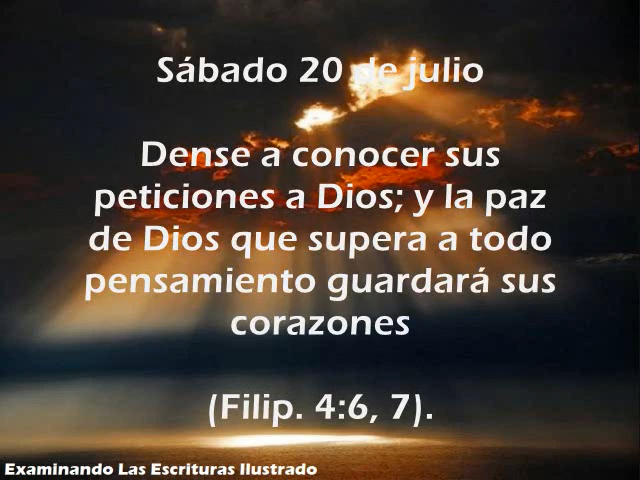 Sábado 20 de julio
Dense a conocer sus
peticiones a Dios; y la paz
de Dios que supera a todo
pensamiento guardará sus
corazones
(Filip. 4:6, 7).
Examinando Las Escrituras Ilustrado